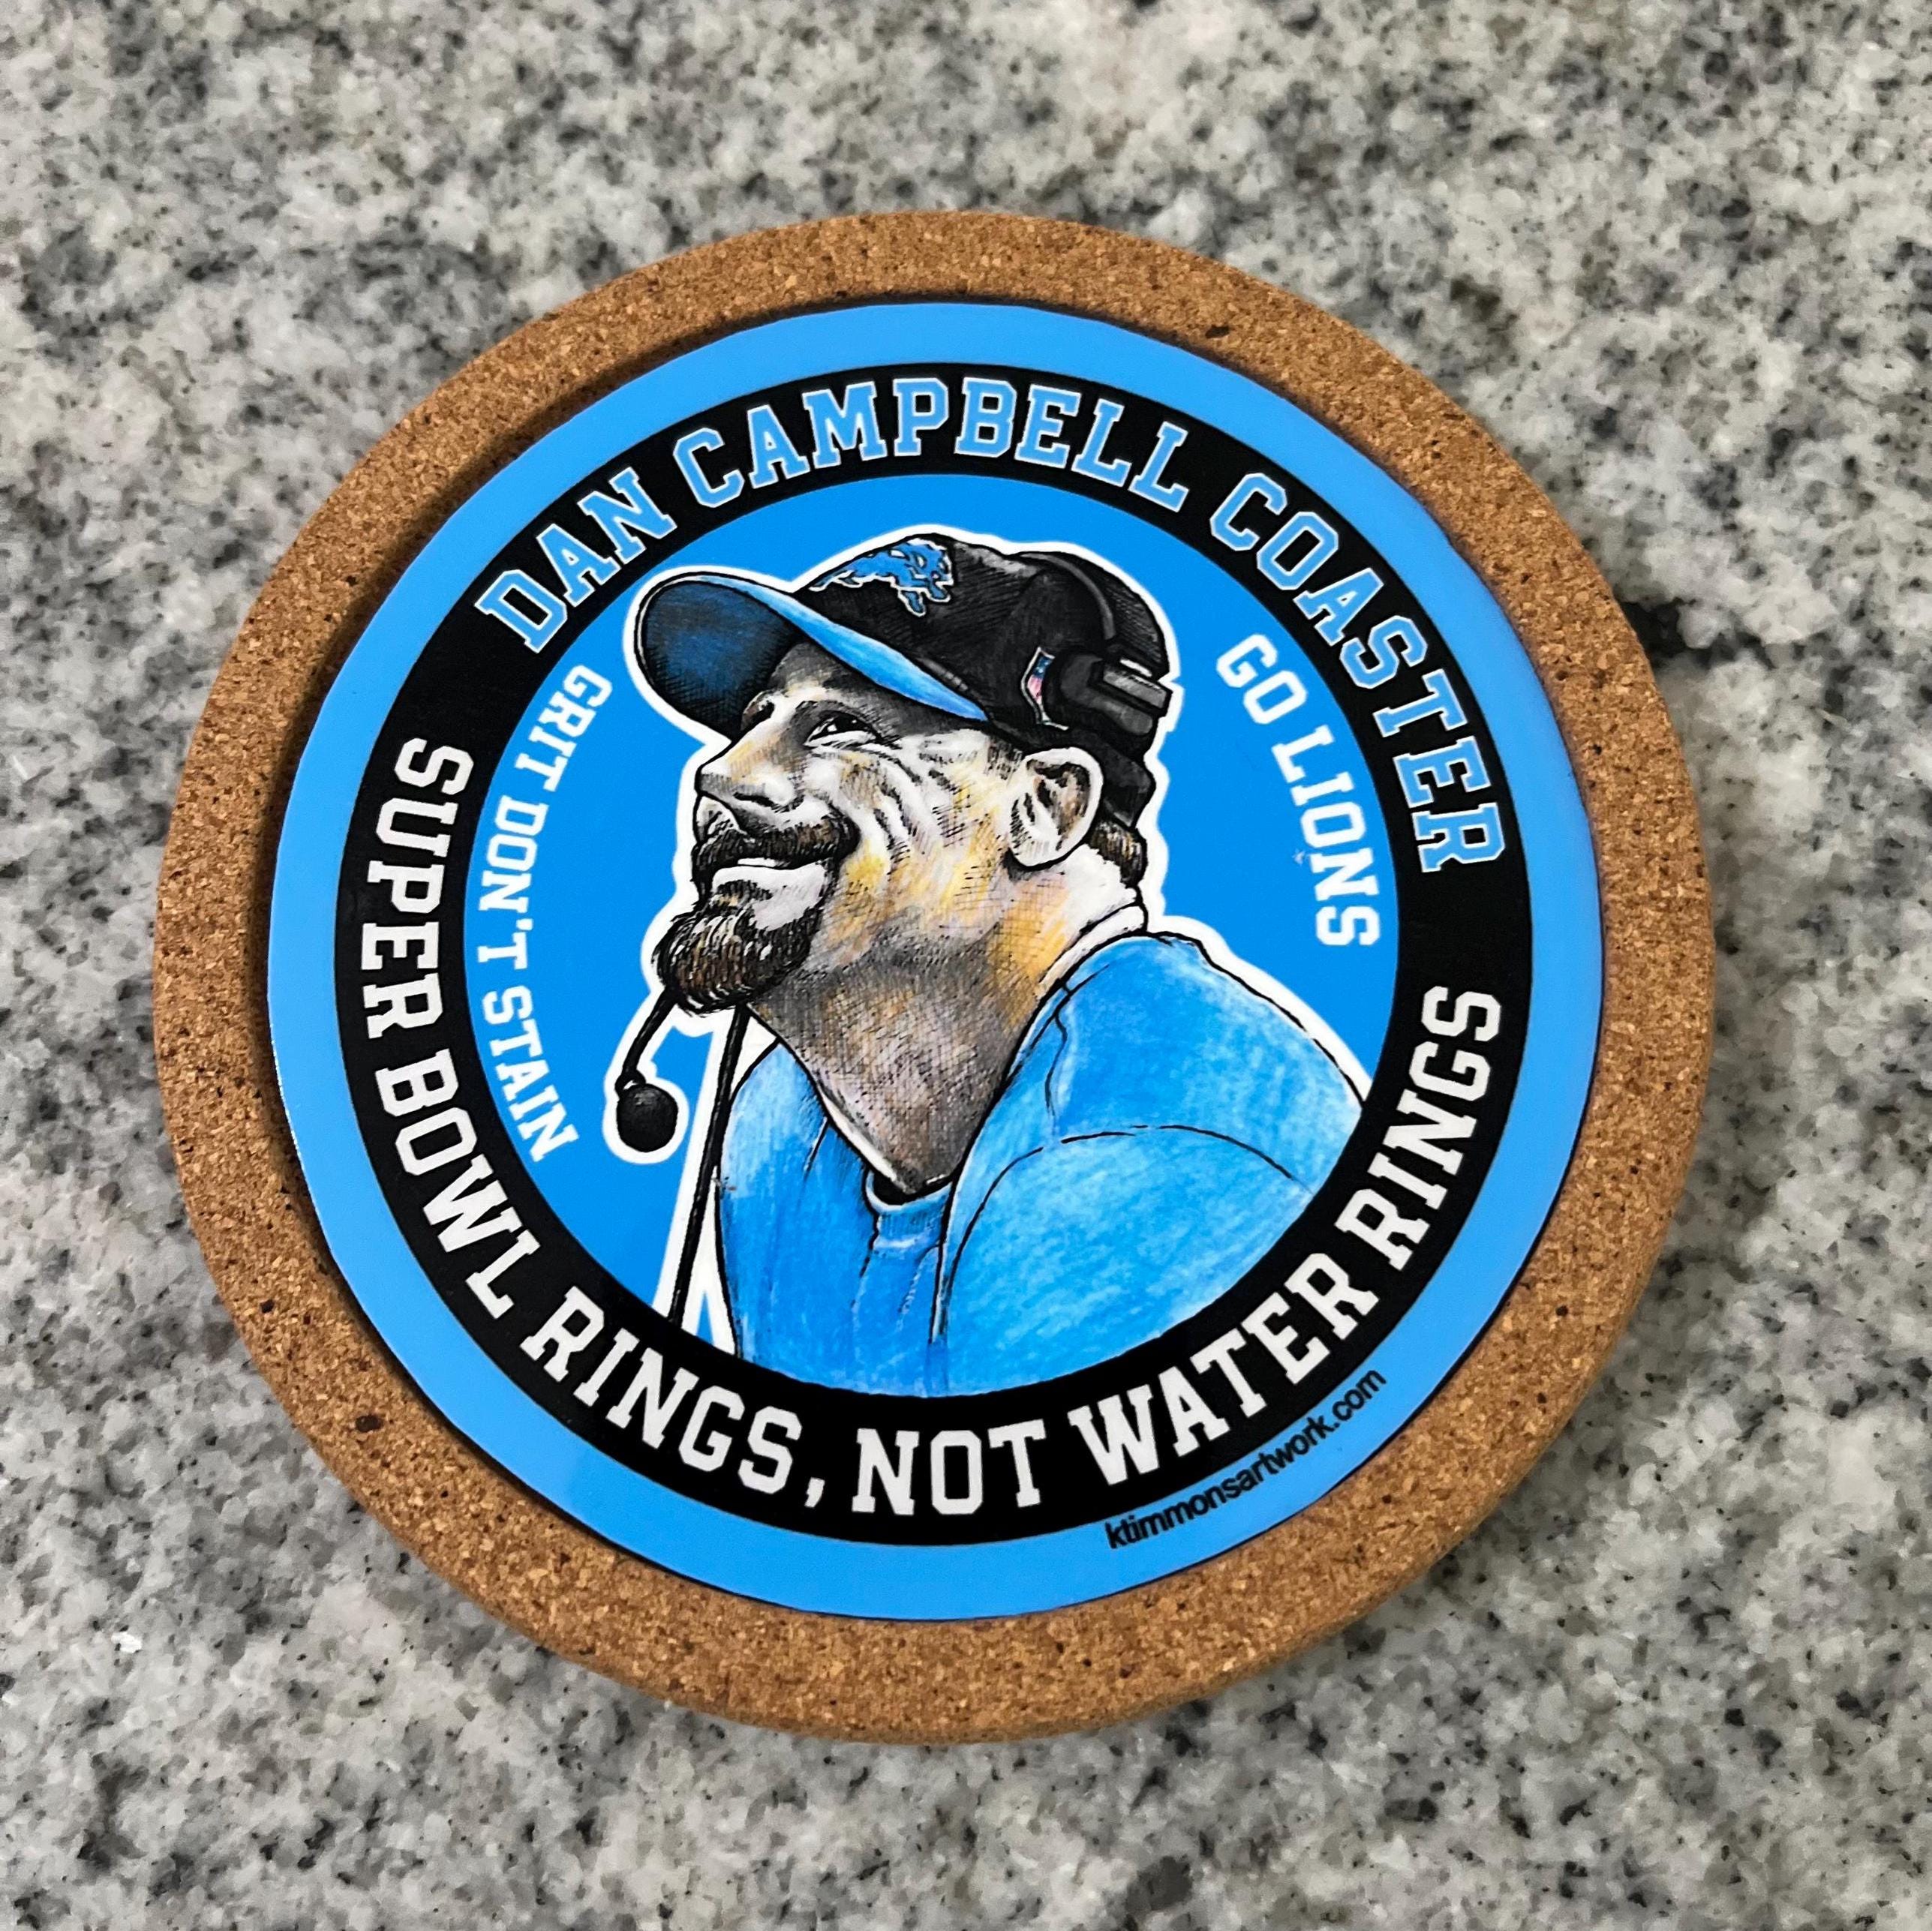 DAN CAMPBELL COASTER
GO LIONS
GRIT DON'T STAIN
SUPER BOWL RINGS, NOT WATER RINGS
ktimmonsartwork.com